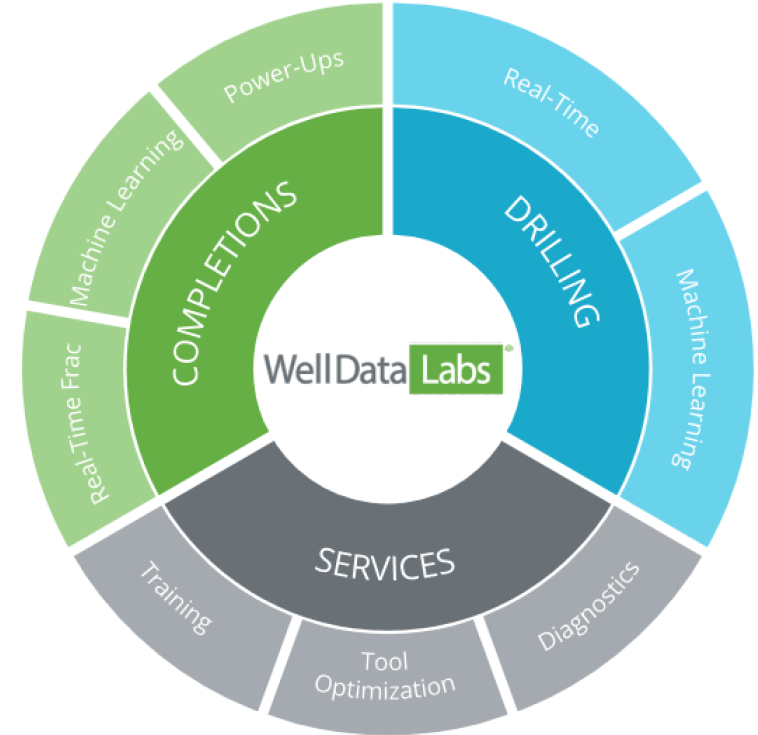 Power-Ups
Real-Time
Machine Learning
COMPLETIONS
DRILLING
Machine Learning
WellData Labs®
Real-Time Frac
SERVICES
Training
Diagnostics
Tool
Optimization